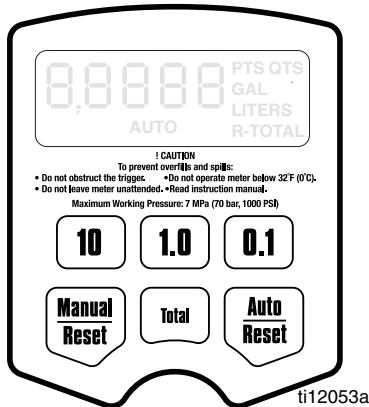 8,8888 PTS QTS
GAL
LITERS
AUTO R-TOTAL
! CAUTION
To prevent overfills and spills:
• Do not obstruct the trigger. •Do not operate meter below 32˚F (0˚C).
• Do not leave meter unattended. •Read instruction manual.
Maximum Working Pressure: 7 MPa (70 bar, 1000 PSI)
10 1.0 0.1
Manual
Reset
Total
Auto
Reset
ti12053a